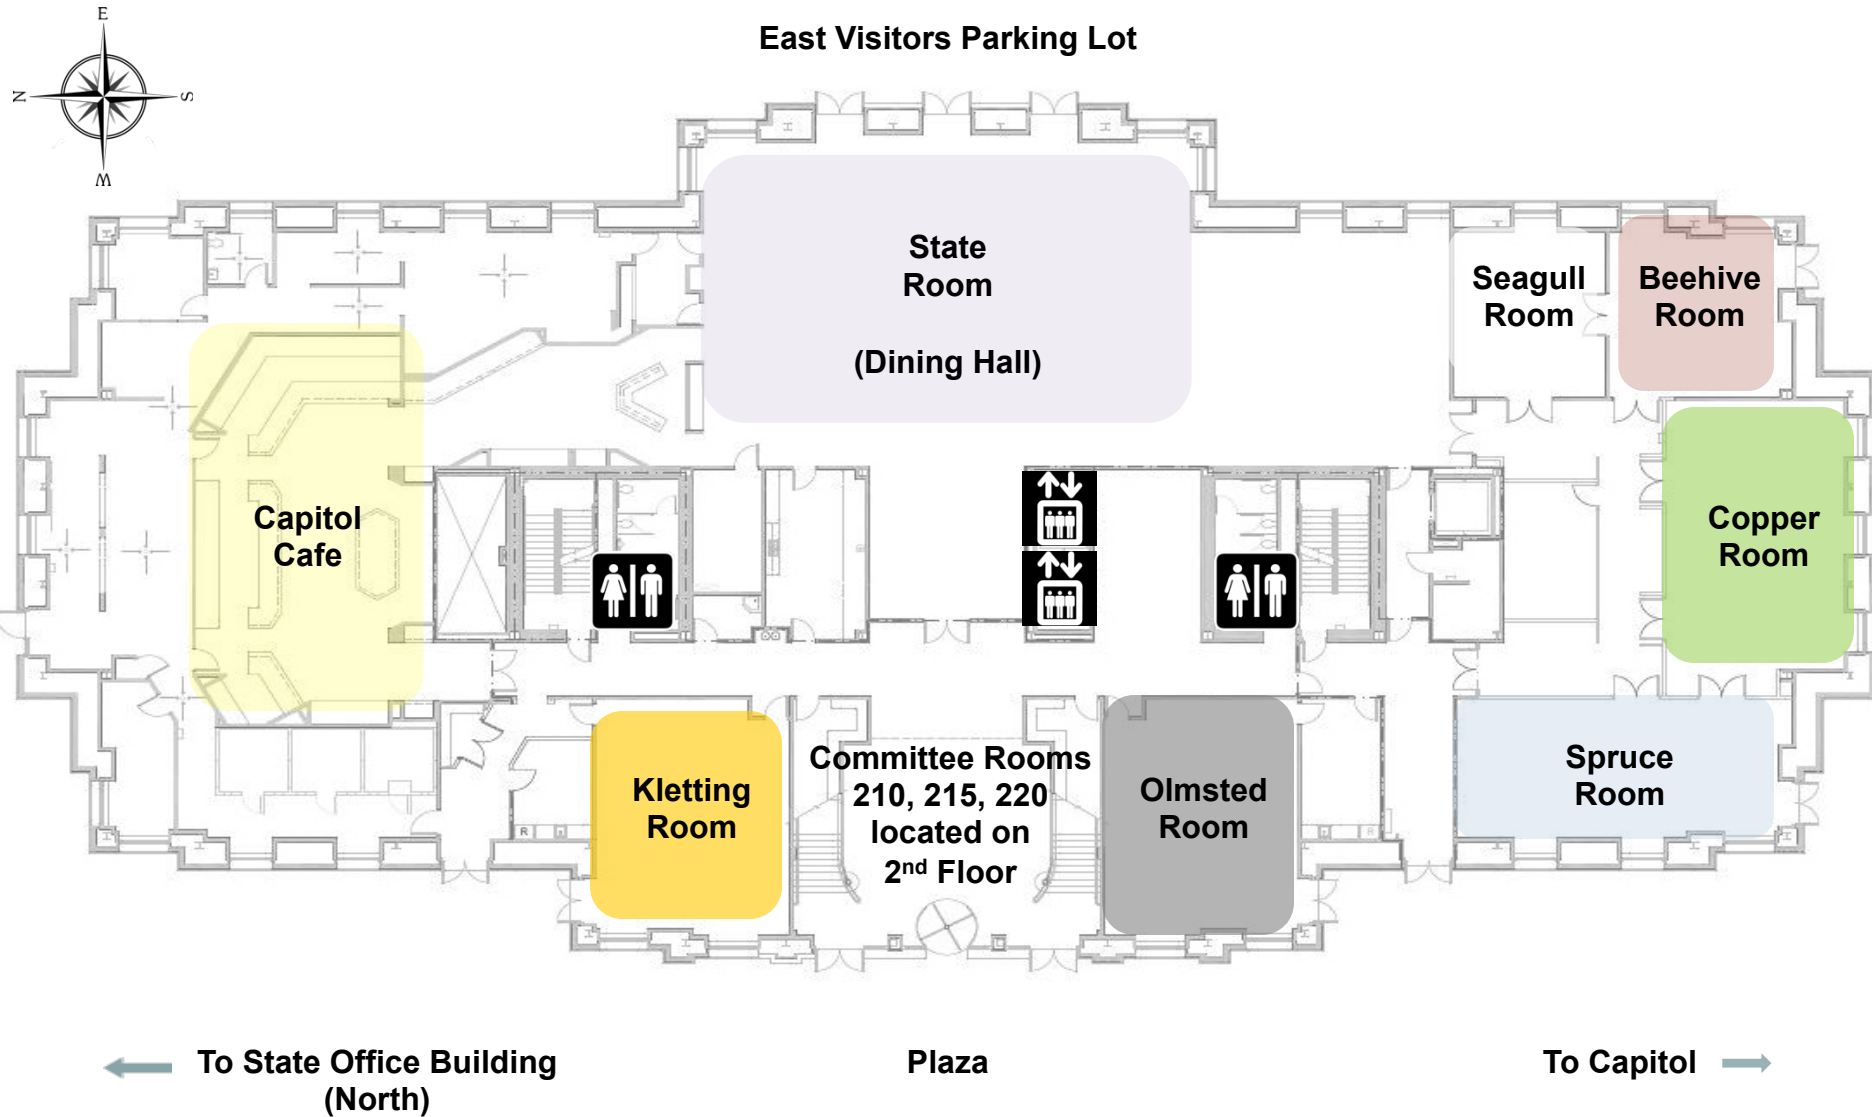 E
N
S
W
East Visitors Parking Lot
State
Room
(Dining Hall)
Seagull
Room
Beehive
Room
Capitol
Cafe
Copper
Room
Kletting
Room
Committee Rooms
210, 215, 220
located on
2nd Floor
Olmsted
Room
Spruce
Room
R
R
To State Office Building
(North)
Plaza
To Capitol